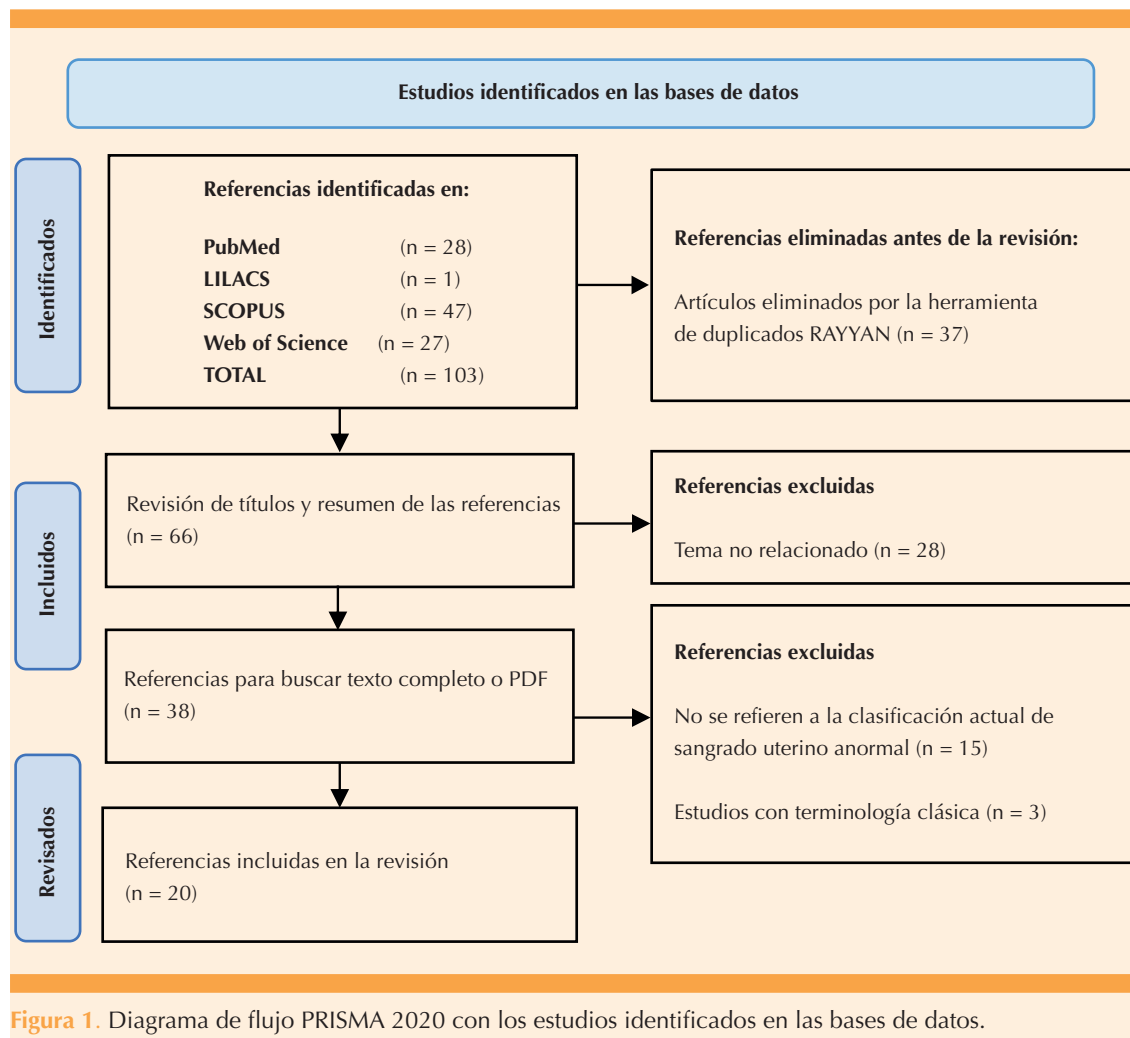 Estudios identificados en las bases de datos
Identificados
Referencias identificadas en:
PubMed (n = 28)
LILACS (n = 1)
SCOPUS (n = 47)
Web of Science (n = 27)
TOTAL (n = 103)
Referencias eliminadas antes de la revisión:
Artículos eliminados por la herramienta
de duplicados RAYYAN (n = 37)
Incluidos
Revisión de títulos y resumen de las referencias
(n = 66)
Referencias excluidas
Tema no relacionado (n = 28)
Referencias para buscar texto completo o PDF
(n = 38)
Referencias excluidas
No se refieren a la clasificación actual de
sangrado uterino anormal (n = 15)
Estudios con terminología clásica (n = 3)
Revisados
Referencias incluidas en la revisión
(n = 20)
Figura 1. Diagrama de flujo PRISMA 2020 con los estudios identificados en las bases de datos.